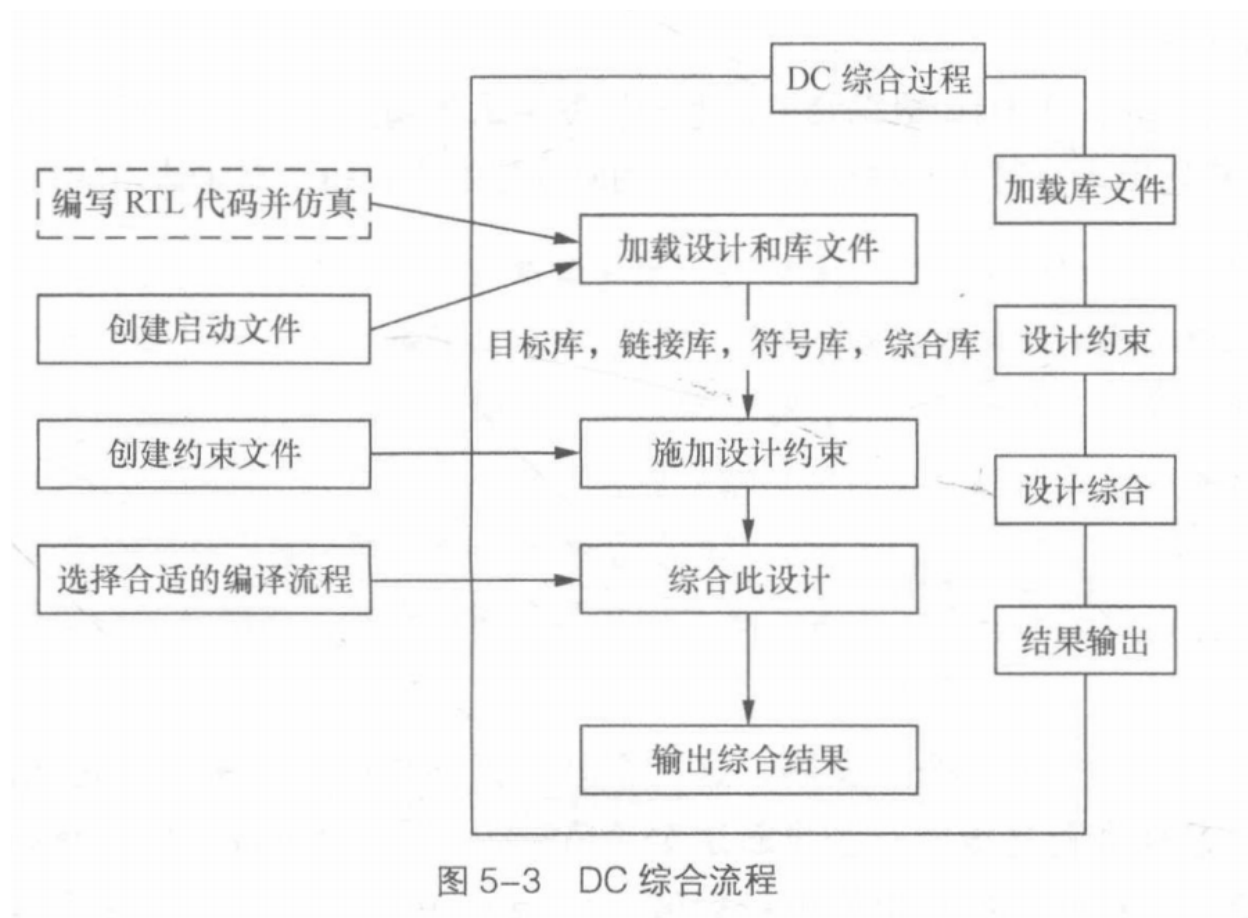 DC 综合过程
编写 RTL 代码并仿真
加载库文件
加载设计和库文件
创建启动文件
目标库，链接库，符号库，综合库
设计约束
创建约束文件
施加设计约束
设计综合
选择合适的编译流程
综合此设计
结果输出
输出综合结果
图 5-3 DC 综合流程